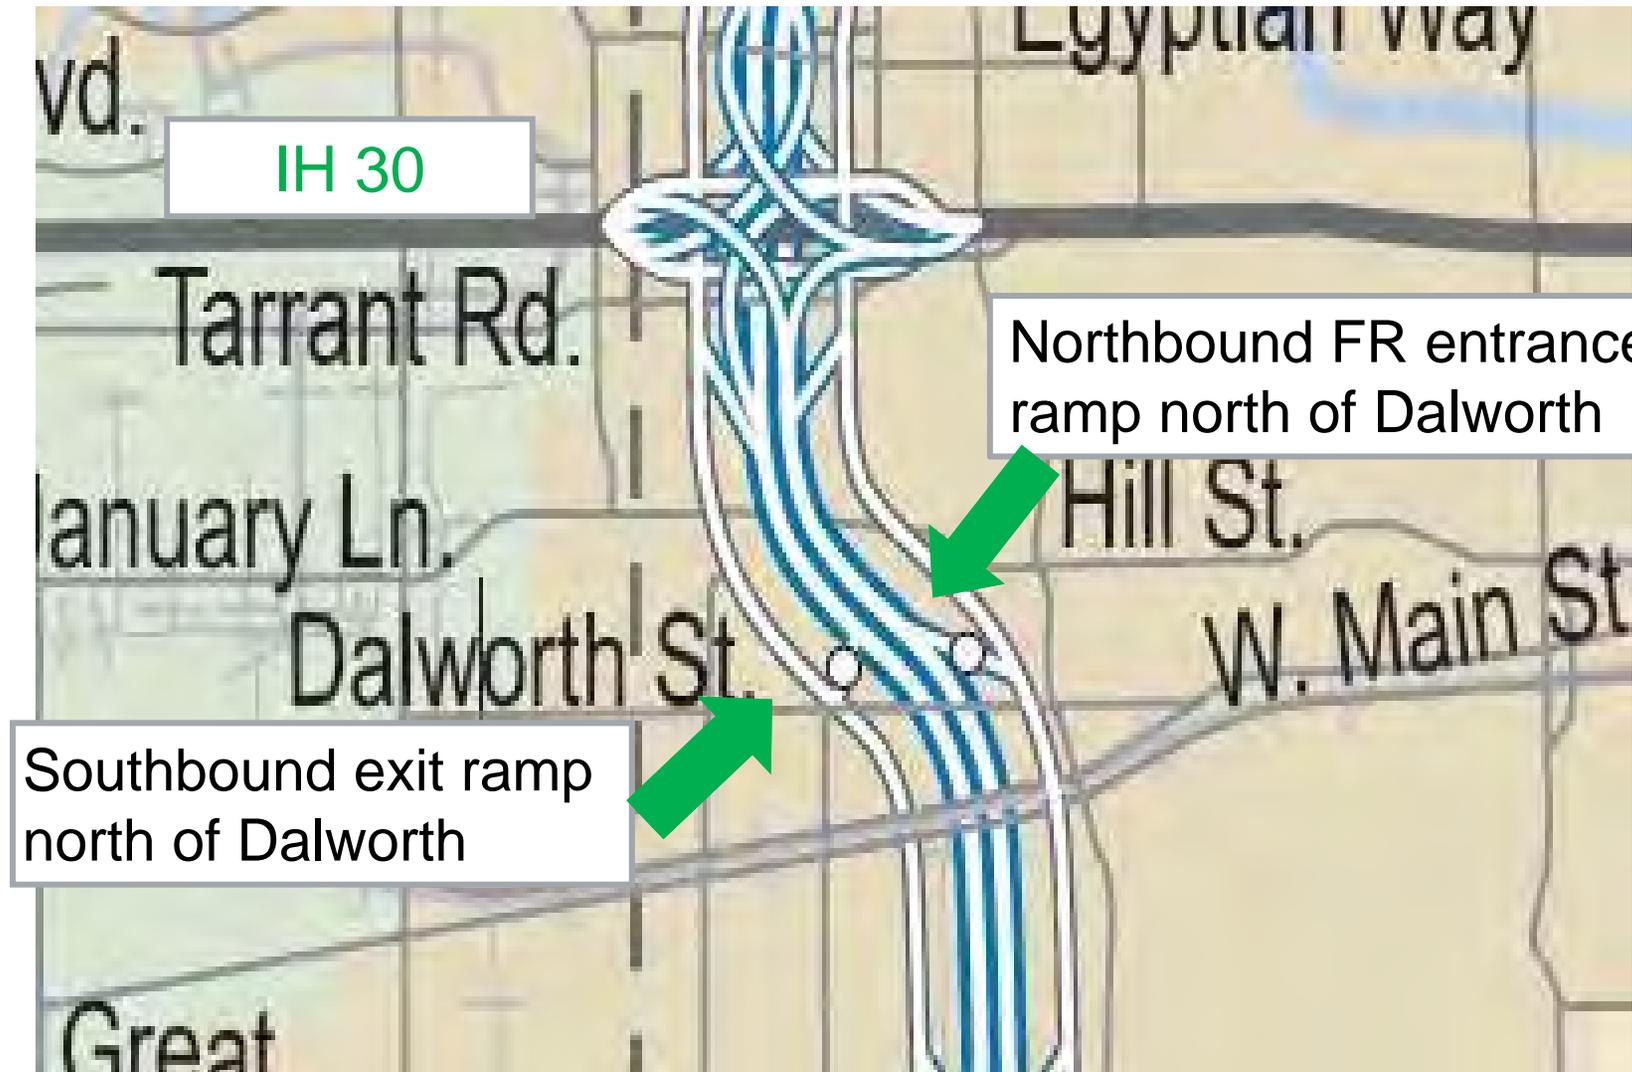 Egyptian Way
vd.
IH 30
Tarrant Rd.
Northbound FR entrance
ramp north of Dalworth
Hill St.
January Ln.
W. Main St
Dalworth St.
Southbound exit ramp
north of Dalworth
Great